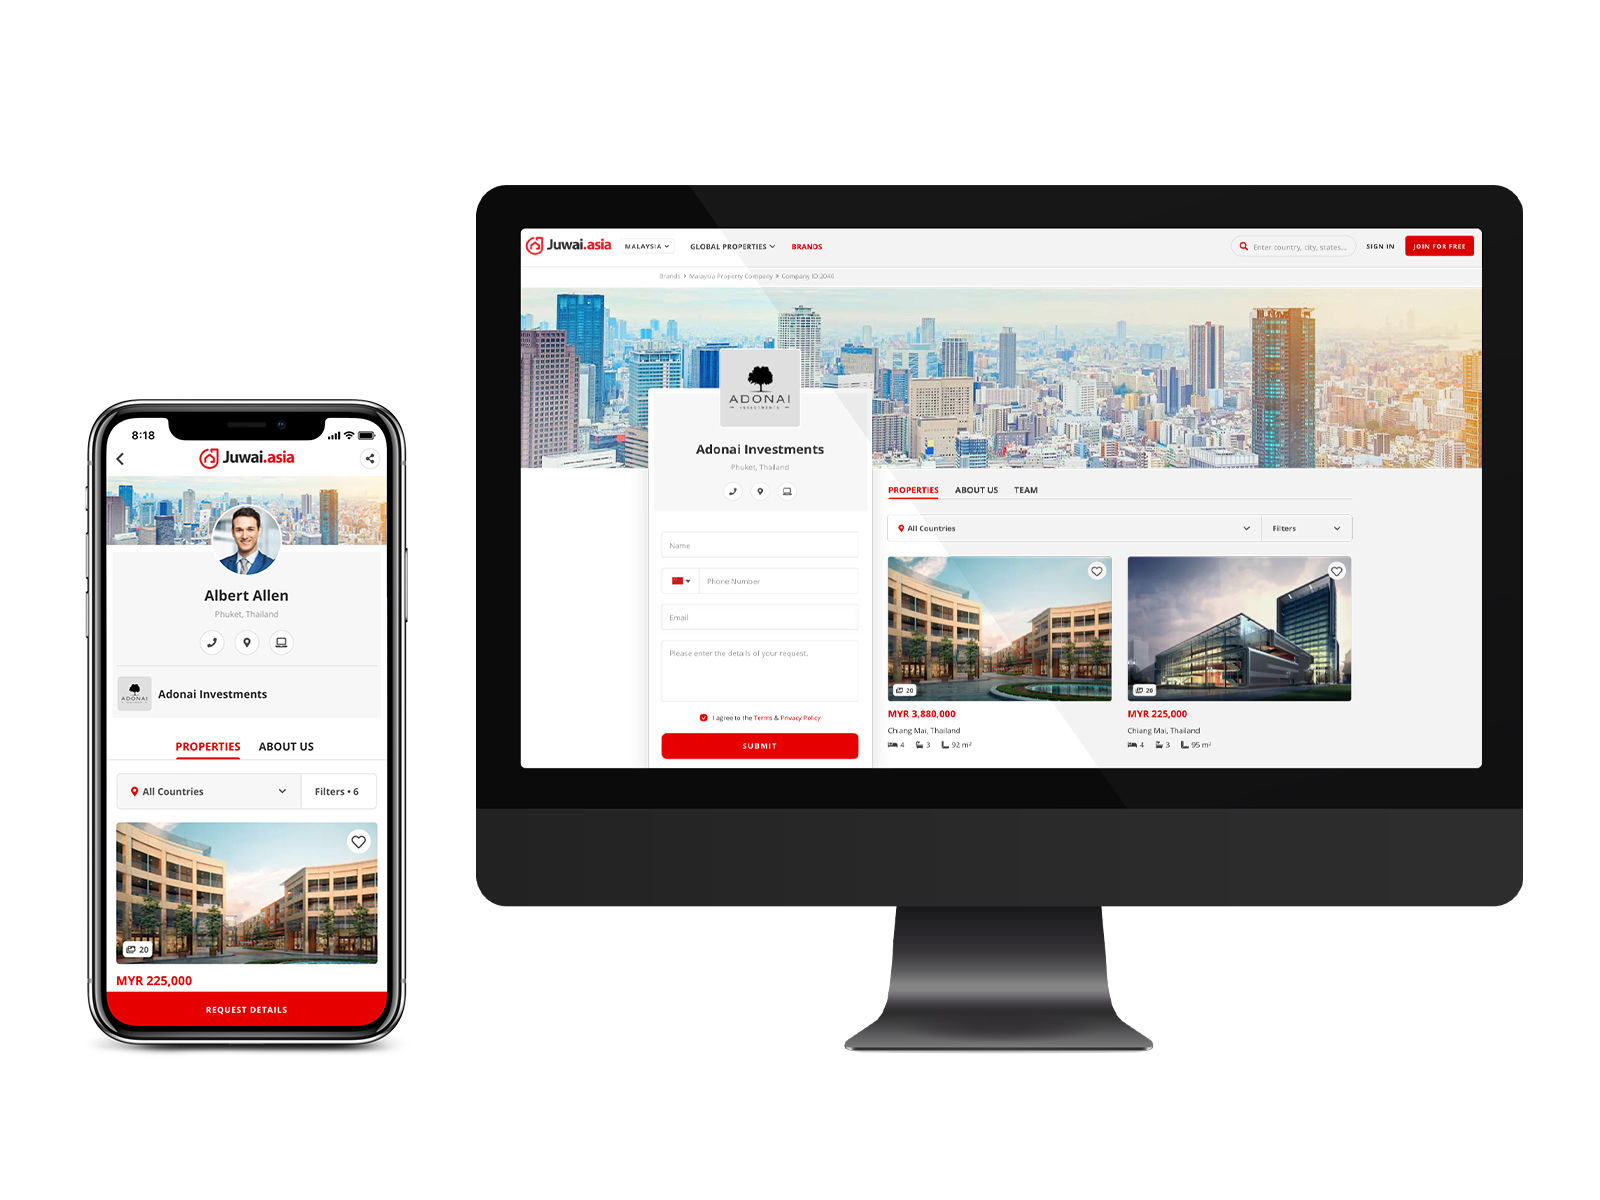 8:18
Juwai.asia
Albert Allen
Phuket, Thailand
ADONAI
Adonai Investments
PROPERTIES ABOUT US
All Countries Filters • 6
20
MYR 225,000
REQUEST DETAILS
Juwai.asia MALAYSIA GLOBAL PROPERTIES BRANDS Enter country, city, states... SIGN IN JOIN FOR FREE
Brands > Malaysia Property Company > Company ID 2040
ADONAI
INVESTMENTS
Adonai Investments
Phuket, Thailand
Name
Phone Number
Email
Please enter the details of your request.
I agree to the Terms & Privacy Policy
SUBMIT
PROPERTIES ABOUT US TEAM
All Countries Filters
20
MYR 3,880,000
Chiang Mai, Thailand
4 3 92 m²
20
MYR 225,000
Chiang Mai, Thailand
4 3 95 m²